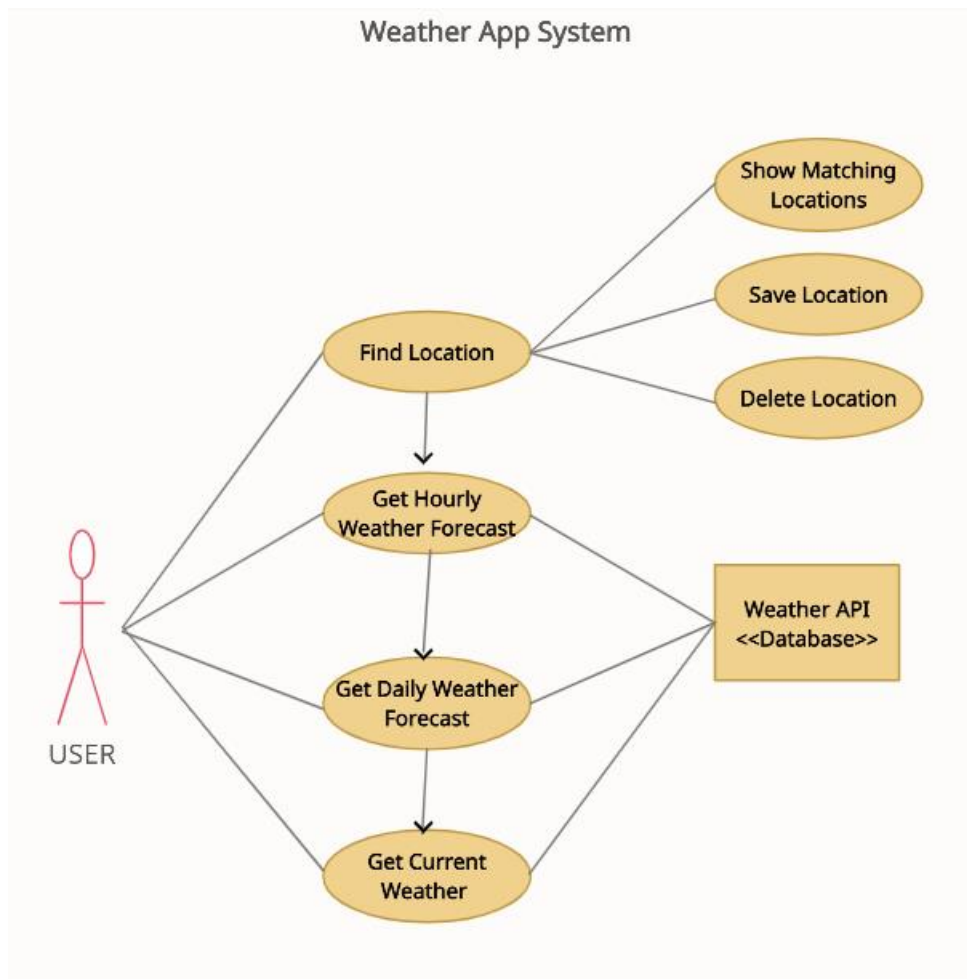 Weather App System
Show Matching
Locations
Save Location
Find Location
Delete Location
Get Hourly
Weather Forecast
Weather API
<<Database>>
Get Daily Weather
Forecast
USER
Get Current
Weather